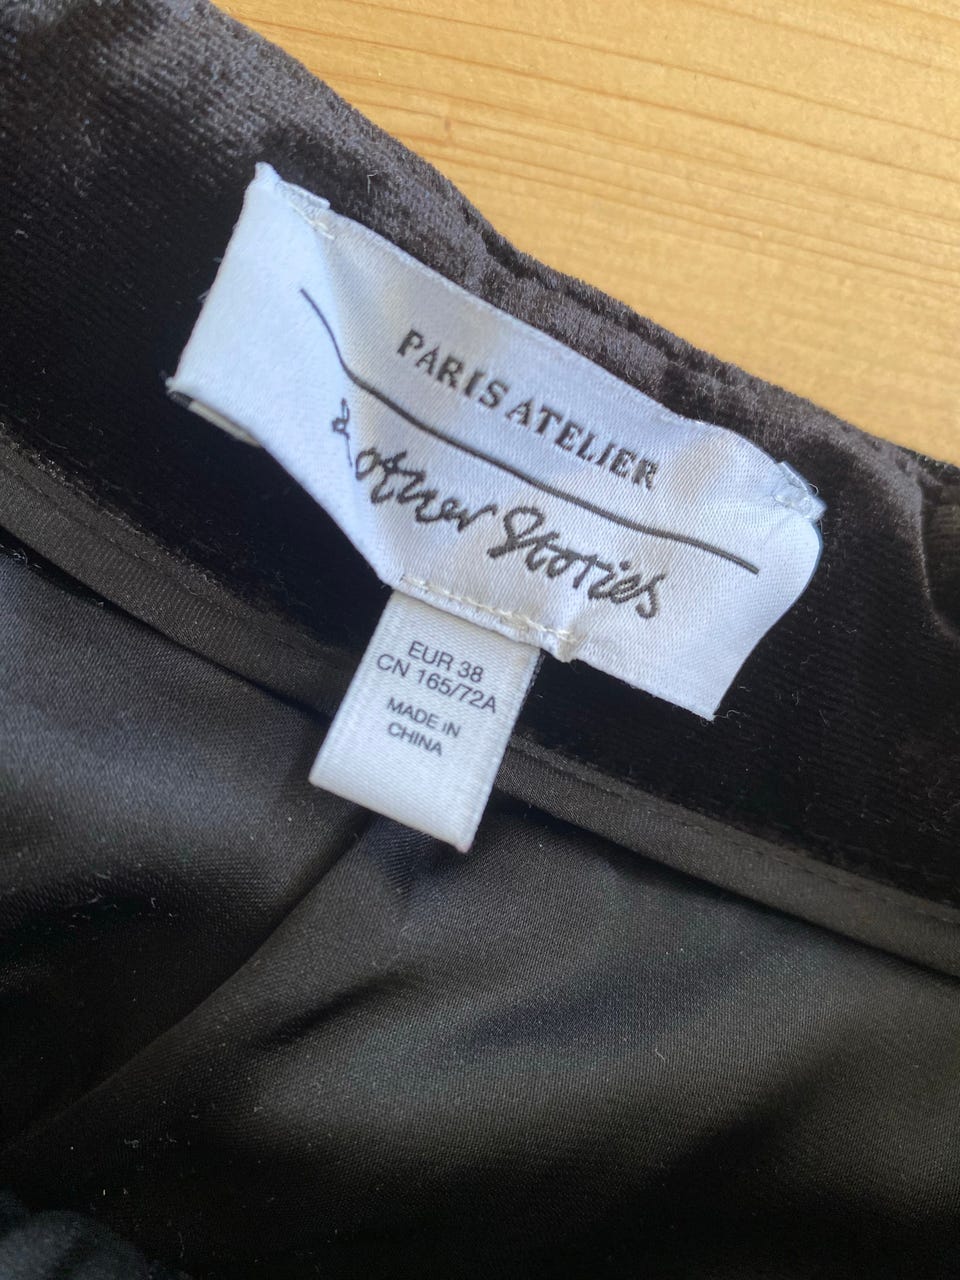 PARIS ATELIER
& other Stories
EUR 38
CN 165/72A
MADE IN
CHINA